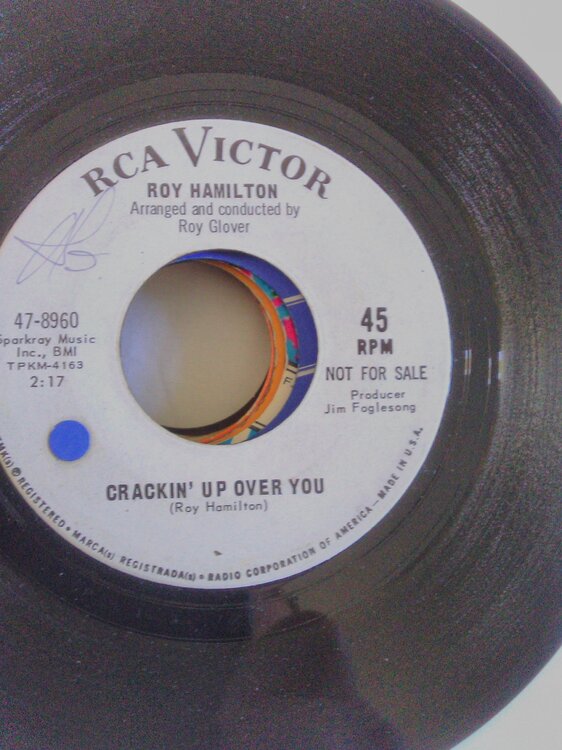 RCA VICTOR
ROY HAMILTON
Arranged and conducted by
Roy Glover
47-8960
Sparkray Music
Inc., BMI
TPKM-4163
2:17
45
RPM
NOT FOR SALE
Producer
Jim Foglesong
CRACKIN' UP OVER YOU
(Roy Hamilton)
TMK(s) ® REGISTERED • MARCA(s) REGISTRADA(s) • RADIO CORPORATION OF AMERICA — MADE IN U.S.A.